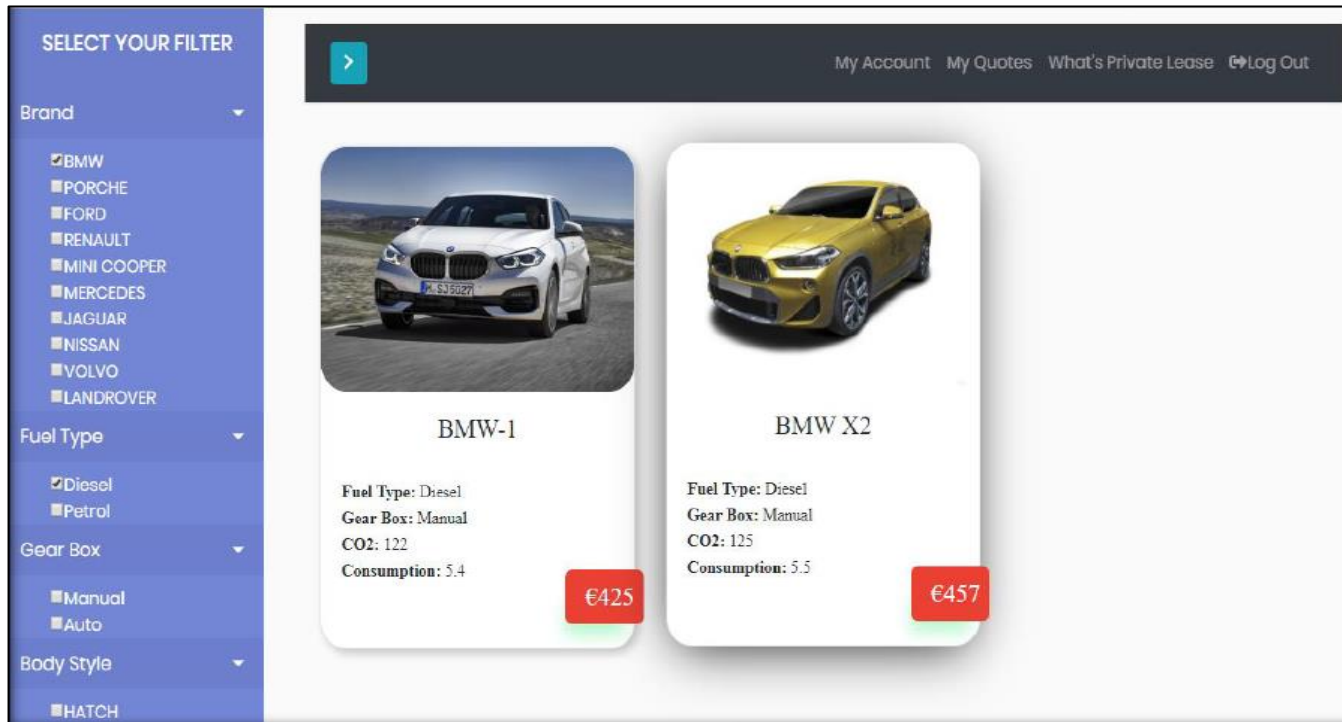 SELECT YOUR FILTER
Brand
BMW
PORCHE
FORD
RENAULT
MINI COOPER
MERCEDES
JAGUAR
NISSAN
VOLVO
LANDROVER
Fuel Type
Diesel
Petrol
Gear Box
Manual
Auto
Body Style
HATCH
My Account My Quotes What's Private Lease Log Out
M SJ5027
BMW-1
Fuel Type: Diesel
Gear Box: Manual
CO2: 122
Consumption: 5.4
€425
BMW X2
Fuel Type: Diesel
Gear Box: Manual
CO2: 125
Consumption: 5.5
€457